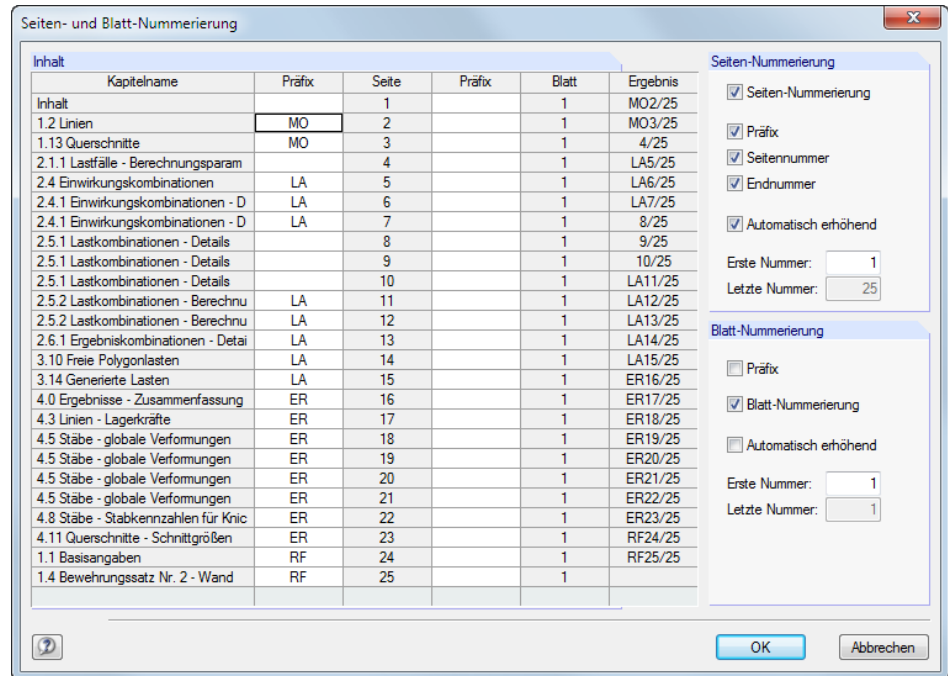 Seiten- und Blatt-Nummerierung
Inhalt
Kapitelname Präfix Seite Präfix Blatt Ergebnis
Inhalt 1 1 MO2/25
1.2 Linien MO 2 1 MO3/25
1.13 Querschnitte MO 3 1 4/25
2.1.1 Lastfälle - Berechnungsparam 4 1 LA5/25
2.4 Einwirkungskombinationen LA 5 1 LA6/25
2.4.1 Einwirkungskombinationen - D LA 6 1 LA7/25
2.4.1 Einwirkungskombinationen - D LA 7 1 8/25
2.5.1 Lastkombinationen - Details 8 1 9/25
2.5.1 Lastkombinationen - Details 9 1 10/25
2.5.1 Lastkombinationen - Details 10 1 LA11/25
2.5.2 Lastkombinationen - Berechnu LA 11 1 LA12/25
2.5.2 Lastkombinationen - Berechnu LA 12 1 LA13/25
2.6.1 Ergebniskombinationen - Detai LA 13 1 LA14/25
3.10 Freie Polygonlasten LA 14 1 LA15/25
3.14 Generierte Lasten LA 15 1 ER16/25
4.0 Ergebnisse - Zusammenfassung ER 16 1 ER17/25
4.3 Linien - Lagerkräfte ER 17 1 ER18/25
4.5 Stäbe - globale Verformungen ER 18 1 ER19/25
4.5 Stäbe - globale Verformungen ER 19 1 ER20/25
4.5 Stäbe - globale Verformungen ER 20 1 ER21/25
4.5 Stäbe - globale Verformungen ER 21 1 ER22/25
4.8 Stäbe - Stabkennzahlen für Knic ER 22 1 ER23/25
4.11 Querschnitte - Schnittgrößen ER 23 1 RF24/25
1.1 Basisangaben RF 24 1 RF25/25
1.4 Bewehrungssatz Nr. 2 - Wand RF 25 1
Seiten-Nummerierung
Seiten-Nummerierung
Präfix
Seitennummer
Endnummer
Automatisch erhöhend
Erste Nummer: 1
Letzte Nummer: 25
Blatt-Nummerierung
Präfix
Blatt-Nummerierung
Automatisch erhöhend
Erste Nummer: 1
Letzte Nummer: 1
OK Abbrechen